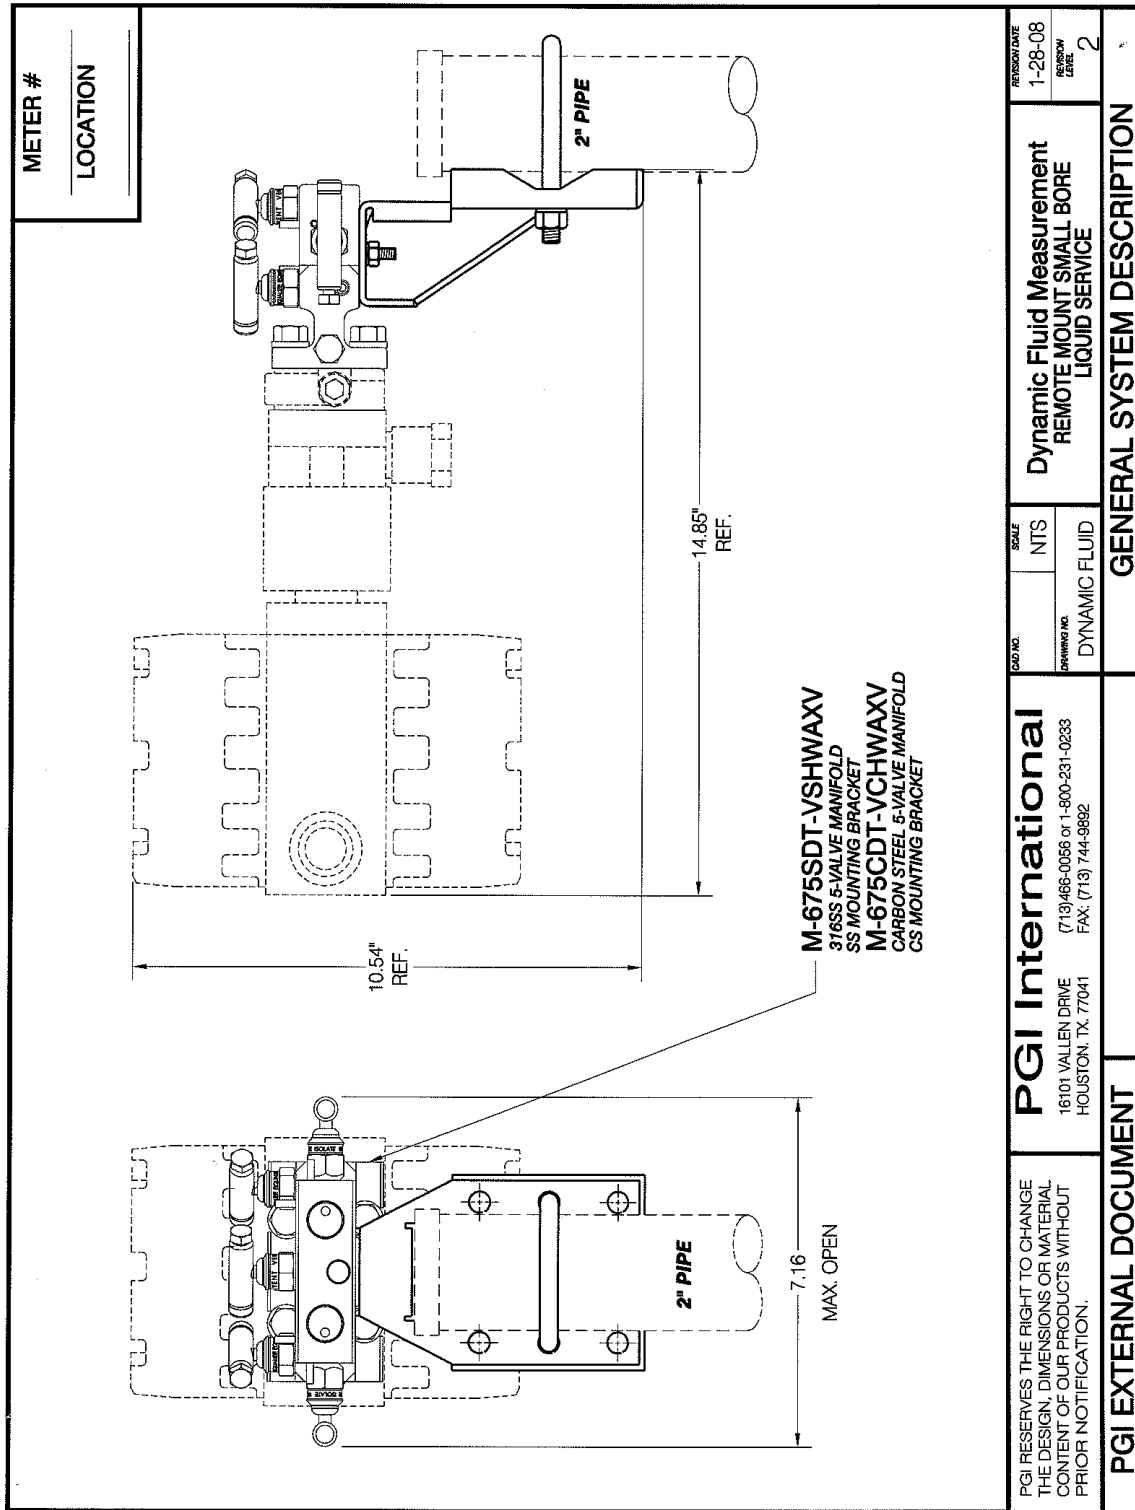 METER #
LOCATION
2" PIPE
14.85"
REF.
10.54"
REF.
M-675SDT-VSHWAXV
316SS 5-VALVE MANIFOLD
SS MOUNTING BRACKET
M-675CDT-VCHWAXV
CARBON STEEL 5-VALVE MANIFOLD
CS MOUNTING BRACKET
ISOLATE
ISOLATE
VENT
2" PIPE
7.16
MAX. OPEN
PGI RESERVES THE RIGHT TO CHANGE
THE DESIGN, DIMENSIONS OR MATERIAL
CONTENT OF OUR PRODUCTS WITHOUT
PRIOR NOTIFICATION.
PGI International
16101 VALLEN DRIVE
HOUSTON. TX. 77041
(713)466-0056 or 1-800-231-0233
FAX: (713) 744-9892
CAD NO.
SCALE
NTS
DRAWING NO.
DYNAMIC FLUID
Dynamic Fluid Measurement
REMOTE MOUNT SMALL BORE
LIQUID SERVICE
REVISION DATE
1-28-08
REVISION
LEVEL
2
PGI EXTERNAL DOCUMENT
GENERAL SYSTEM DESCRIPTION